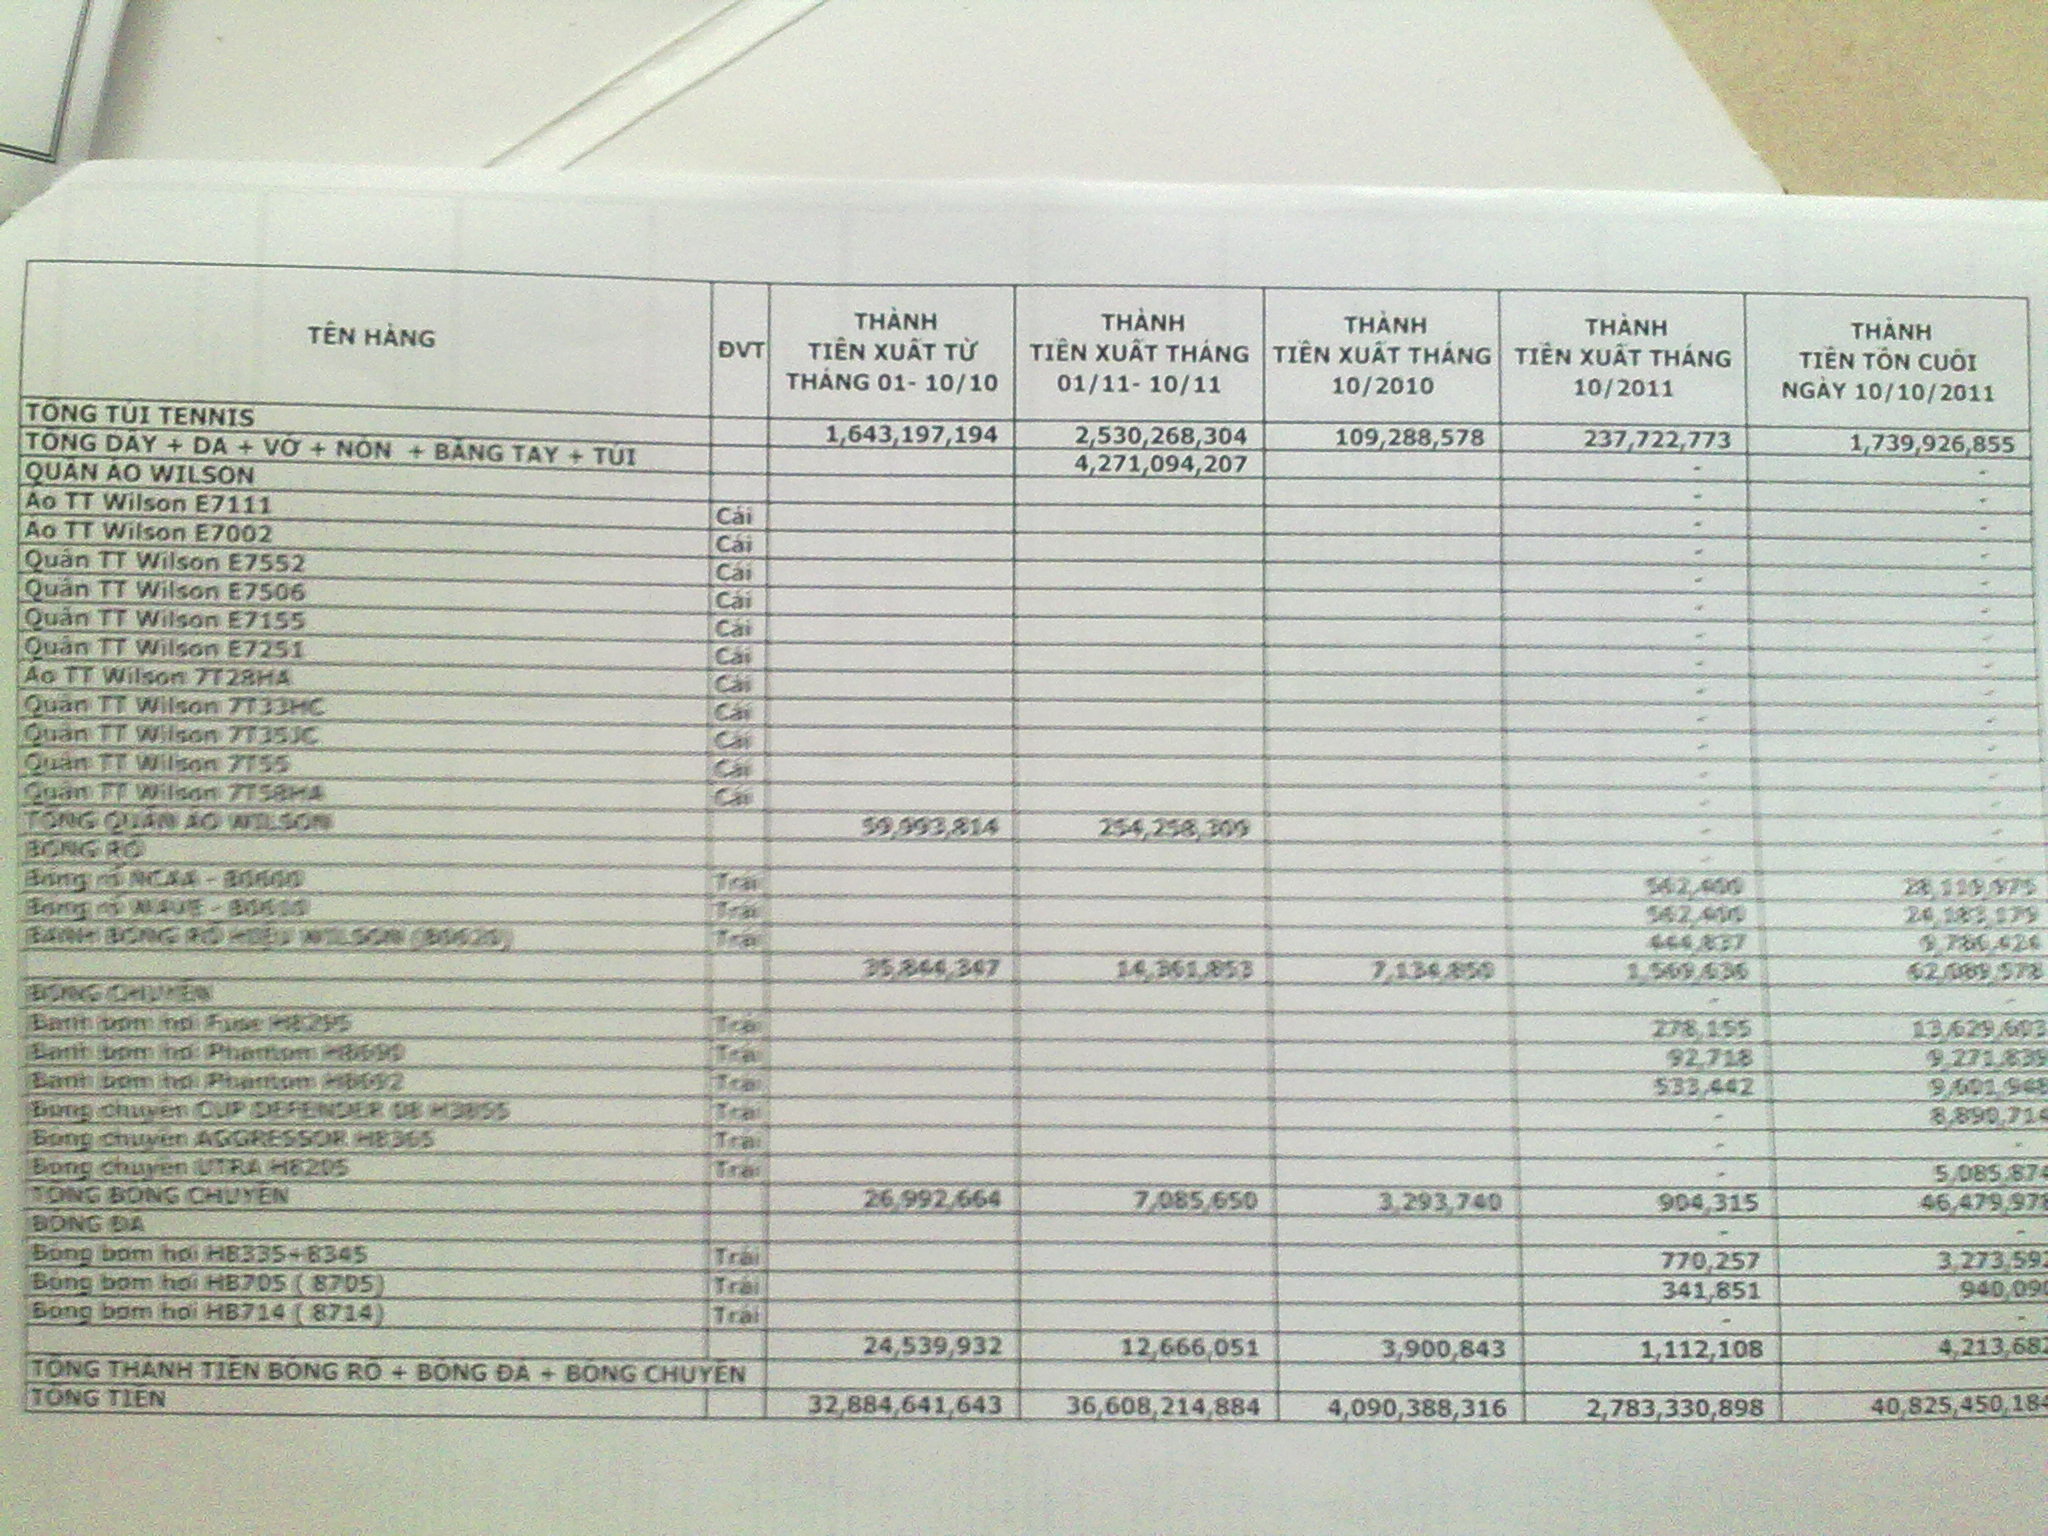 TÊN HÀNG ĐVT THÀNH TIỀN XUẤT TỪ THÁNG 01- 10/10 THÀNH TIỀN XUẤT THÁNG 01/11- 10/11 THÀNH TIỀN XUẤT THÁNG 10/2010 THÀNH TIỀN XUẤT THÁNG 10/2011 THÀNH TIỀN TỒN CUỐI NGÀY 10/10/2011
TỔNG TÚI TENNIS 1,643,197,194 2,530,268,304 109,288,578 237,722,773 1,739,926,855
TỔNG DÂY + DA + VỚ + NÓN + BĂNG TAY + TÚI 4,271,094,207 - -
QUẦN ÁO WILSON - -
Áo TT Wilson E7111 Cái - -
Áo TT Wilson E7002 Cái - -
Quần TT Wilson E7552 Cái - -
Quần TT Wilson E7506 Cái - -
Quần TT Wilson E7155 Cái - -
Quần TT Wilson E7251 Cái - -
Áo TT Wilson 7T28HA Cái - -
Quần TT Wilson 7T33HC Cái - -
Quần TT Wilson 7T35JC Cái - -
Quần TT Wilson 7T55 Cái - -
Quần TT Wilson 7T58HA Cái - -
TỔNG QUẦN ÁO WILSON 59,993,814 254,258,309 - -
BÓNG RỔ - -
Bóng rổ NCAA - Trái 562,400
Bóng rổ Trái 562,400
BÁNH BÓNG RỔ HIỆU WILSON Trái 444,837
35,844,347 14,361,853 7,134,850 1,569,636 62,089,578
BÓNG CHUYỀN - -
Banh bơm hơi Fuse H8295 Trái 278,155 13,629,603
Banh bơm hơi Phantom Trái 92,718 9,271,839
Banh bơm hơi Phantom Trái 533,442 9,601,948
Bóng chuyền CUP DEFENDER 08 H3855 Trái - 8,890,714
Bóng chuyền AGGRESSOR H8365 Trái - -
Bóng chuyền UTRA H8205 Trái - 5,085,874
TỔNG BÓNG CHUYỀN 26,992,664 7,085,650 3,293,740 904,315 46,479,978
BÓNG ĐÁ - -
Bóng bơm hơi H8335+8345 Trái 770,257 3,273,592
Bóng bơm hơi H8705 ( 8705) Trái 341,851 940,090
Bóng bơm hơi H8714 ( 8714) Trái - -
24,539,932 12,666,051 3,900,843 1,112,108 4,213,682
TỔNG THÀNH TIỀN BÓNG RỔ + BÓNG ĐÁ + BÓNG CHUYỀN
TỔNG TIỀN 32,884,641,643 36,608,214,884 4,090,388,316 2,783,330,898 40,825,450,184